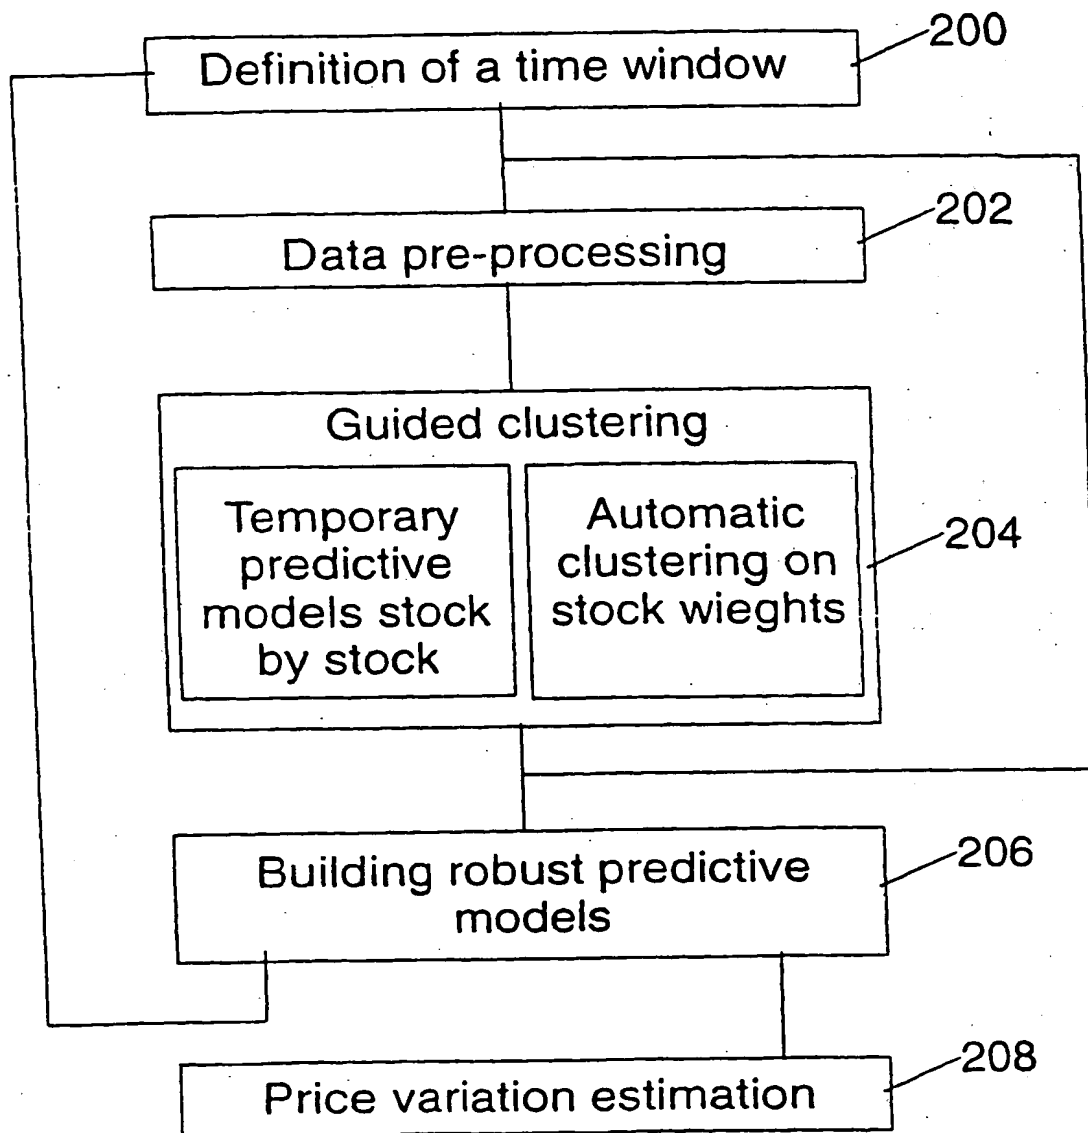 200
Definition of a time window
202
Data pre-processing
Guided clustering
Temporary
predictive
models stock
by stock
Automatic
clustering on
stock wieghts
204
Building robust predictive
models
206
208
Price variation estimation